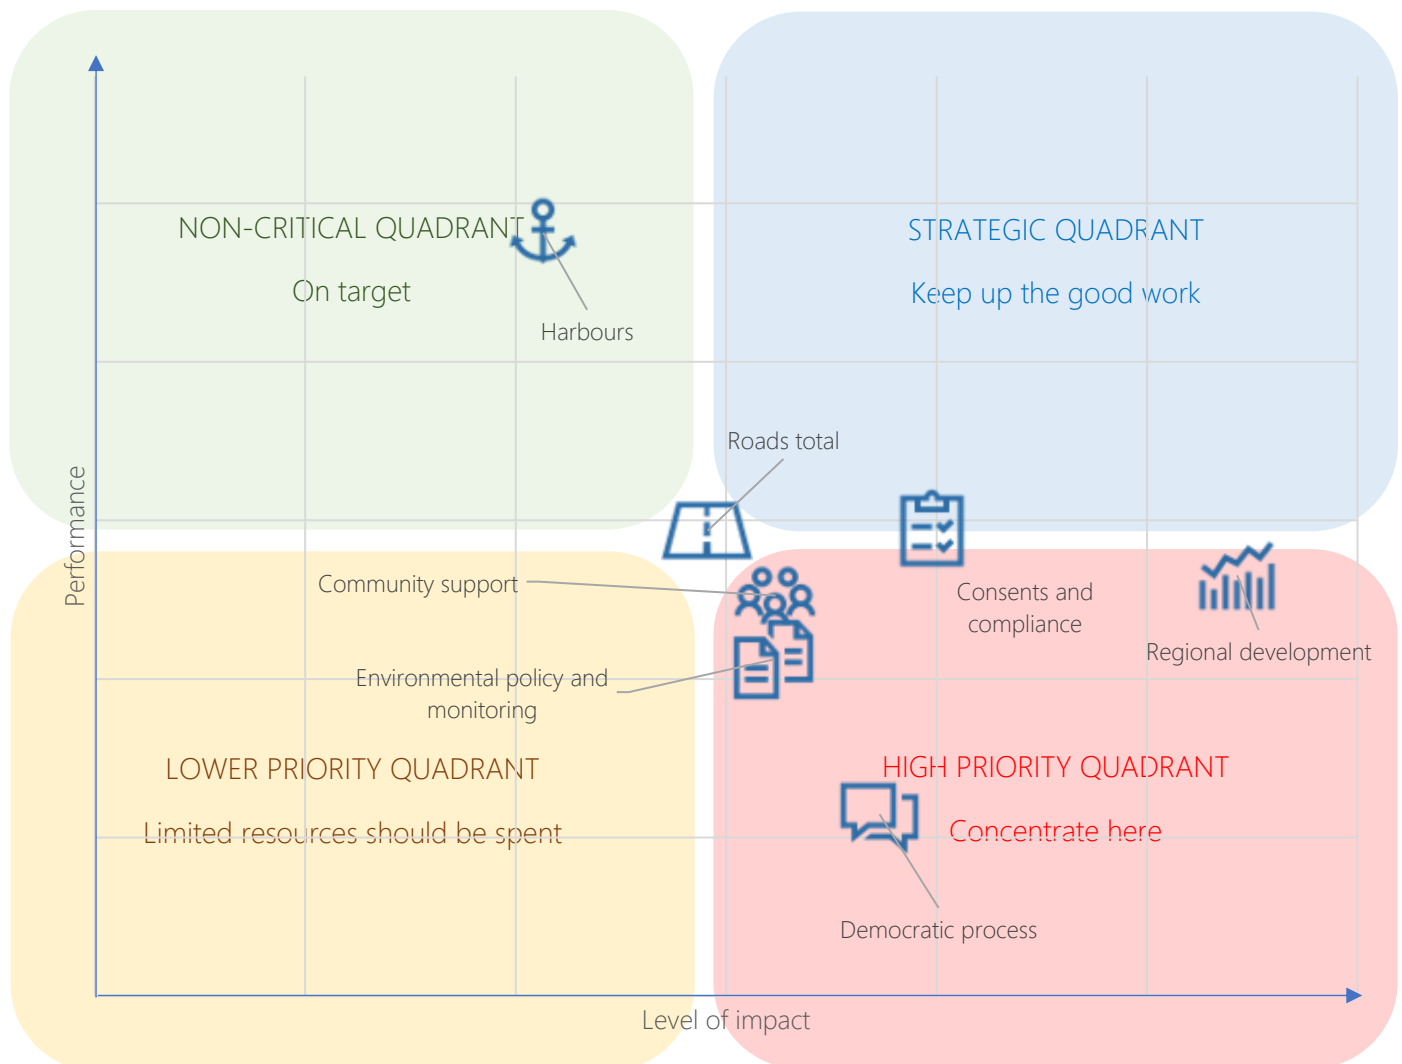 NON-CRITICAL QUADRANT
On target
Harbours
STRATEGIC QUADRANT
Keep up the good work
Roads total
Performance
Community support
Consents and
compliance
Regional development
Environmental policy and
monitoring
LOWER PRIORITY QUADRANT
Limited resources should be spent
HIGH PRIORITY QUADRANT
Concentrate here
Democratic process
Level of impact